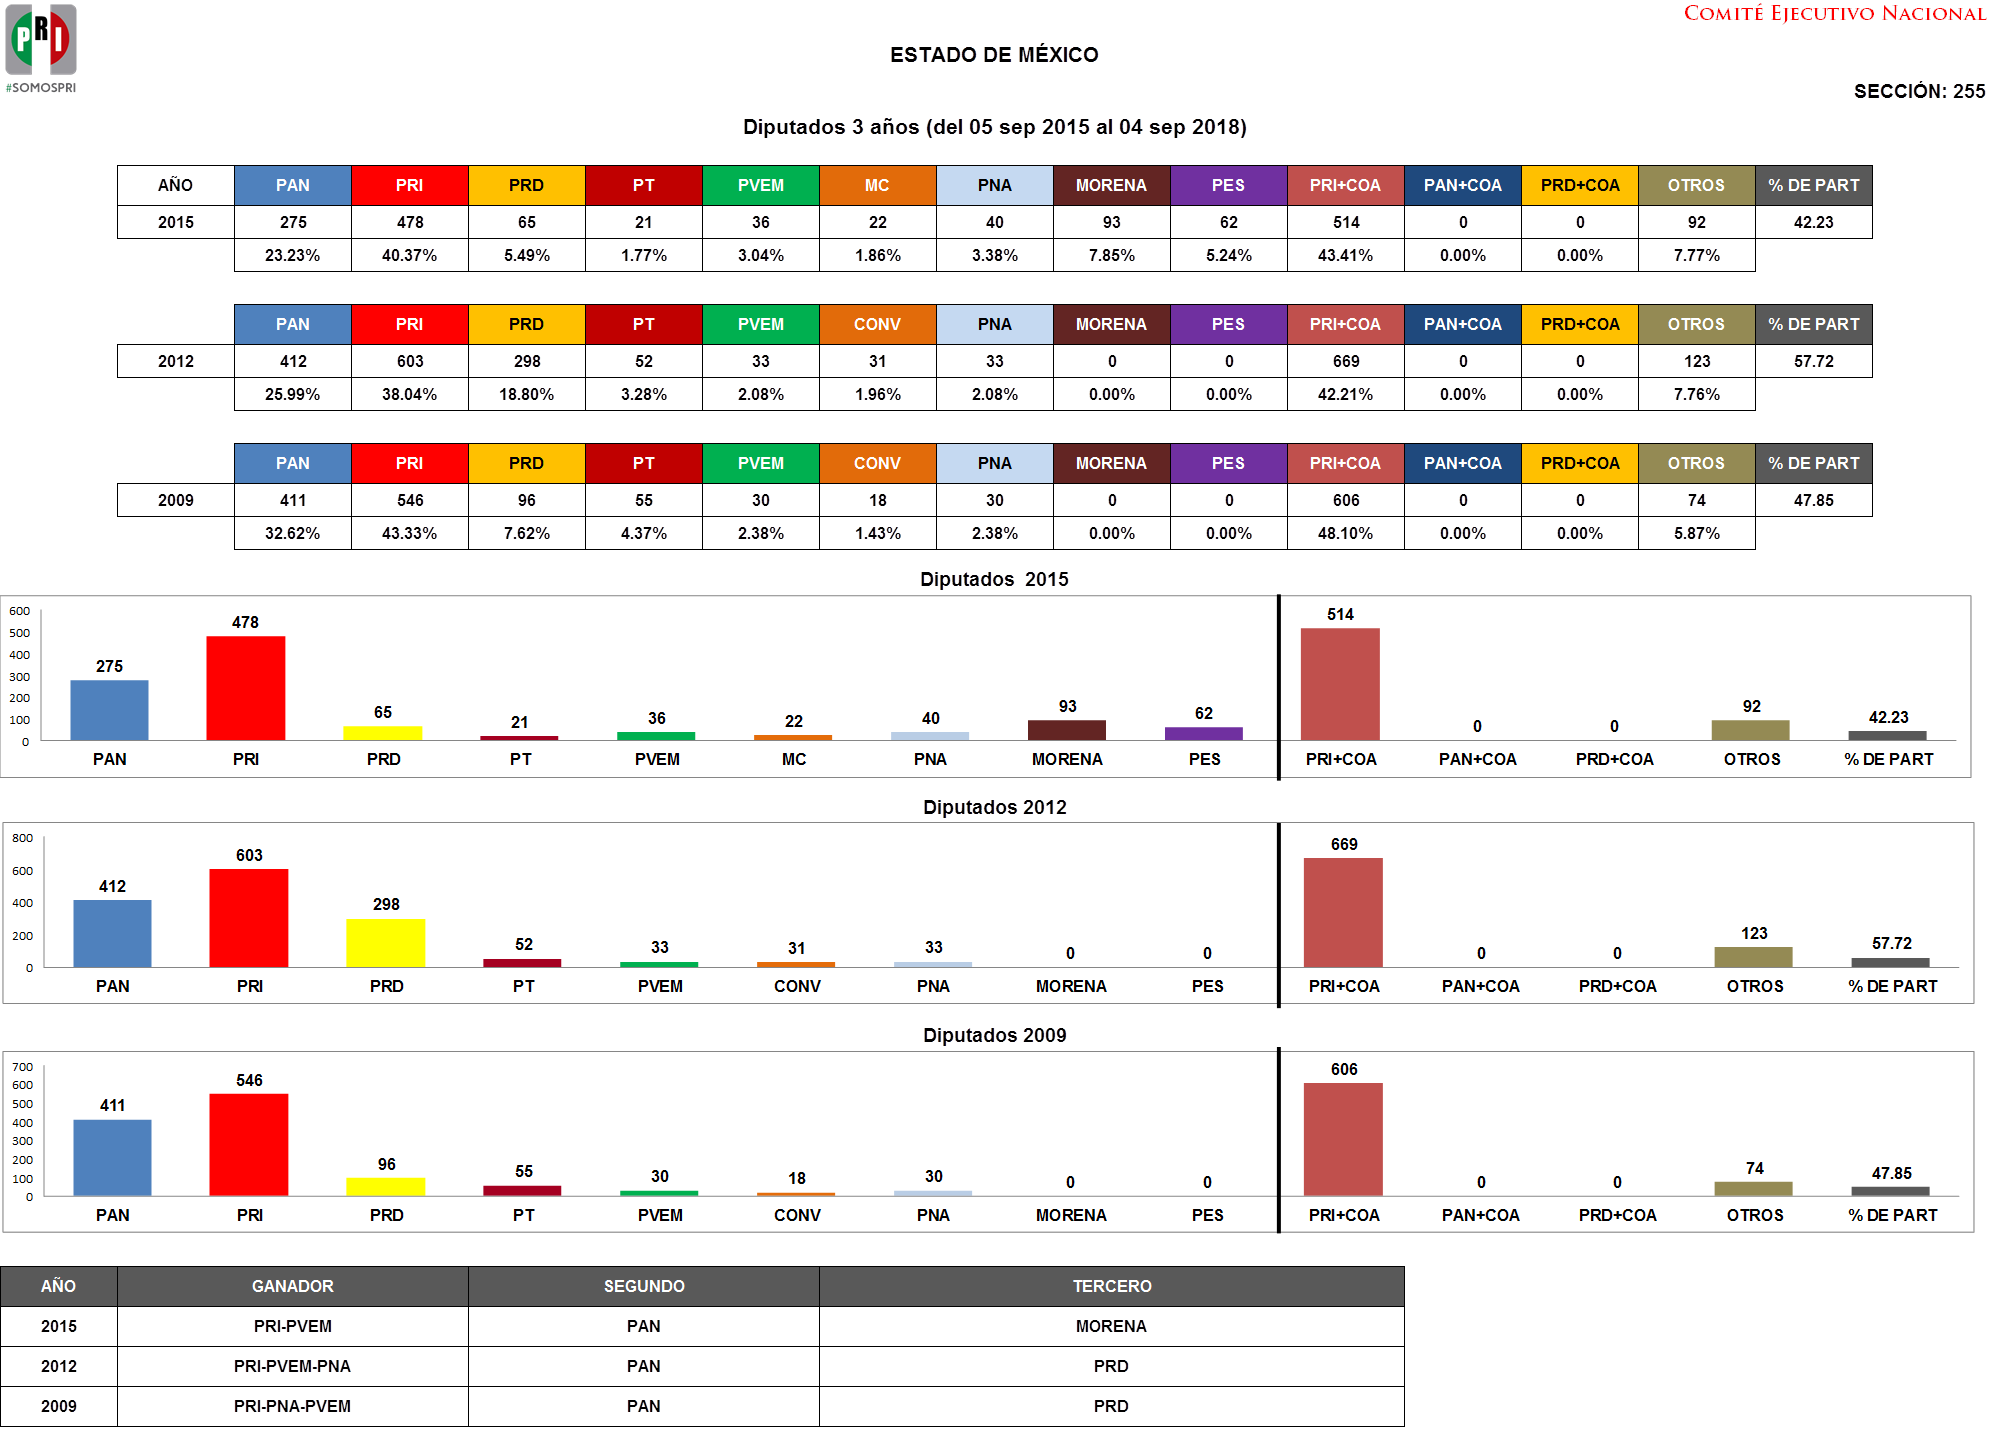 PRI
#SOMOSPRI
COMITÉ EJECUTIVO NACIONAL
ESTADO DE MÉXICO
SECCIÓN: 255
Diputados 3 años (del 05 sep 2015 al 04 sep 2018)
AÑO PAN PRI PRD PT PVEM MC PNA MORENA PES PRI+COA PAN+COA PRD+COA OTROS % DE PART
2015 275 478 65 21 36 22 40 93 62 514 0 0 92 42.23
23.23% 40.37% 5.49% 1.77% 3.04% 1.86% 3.38% 7.85% 5.24% 43.41% 0.00% 0.00% 7.77%
PAN PRI PRD PT PVEM CONV PNA MORENA PES PRI+COA PAN+COA PRD+COA OTROS % DE PART
2012 412 603 298 52 33 31 33 0 0 669 0 0 123 57.72
25.99% 38.04% 18.80% 3.28% 2.08% 1.96% 2.08% 0.00% 0.00% 42.21% 0.00% 0.00% 7.76%
PAN PRI PRD PT PVEM CONV PNA MORENA PES PRI+COA PAN+COA PRD+COA OTROS % DE PART
2009 411 546 96 55 30 18 30 0 0 606 0 0 74 47.85
32.62% 43.33% 7.62% 4.37% 2.38% 1.43% 2.38% 0.00% 0.00% 48.10% 0.00% 0.00% 5.87%
Diputados 2015
600
500
400
300
200
100
0
275 478 65 21 36 22 40 93 62 514 0 0 92 42.23
PAN PRI PRD PT PVEM MC PNA MORENA PES PRI+COA PAN+COA PRD+COA OTROS % DE PART
Diputados 2012
800
600
400
200
0
412 603 298 52 33 31 33 0 0 669 0 0 123 57.72
PAN PRI PRD PT PVEM CONV PNA MORENA PES PRI+COA PAN+COA PRD+COA OTROS % DE PART
Diputados 2009
700
600
500
400
300
200
100
0
411 546 96 55 30 18 30 0 0 606 0 0 74 47.85
PAN PRI PRD PT PVEM CONV PNA MORENA PES PRI+COA PAN+COA PRD+COA OTROS % DE PART
AÑO GANADOR SEGUNDO TERCERO
2015 PRI-PVEM PAN MORENA
2012 PRI-PVEM-PNA PAN PRD
2009 PRI-PNA-PVEM PAN PRD